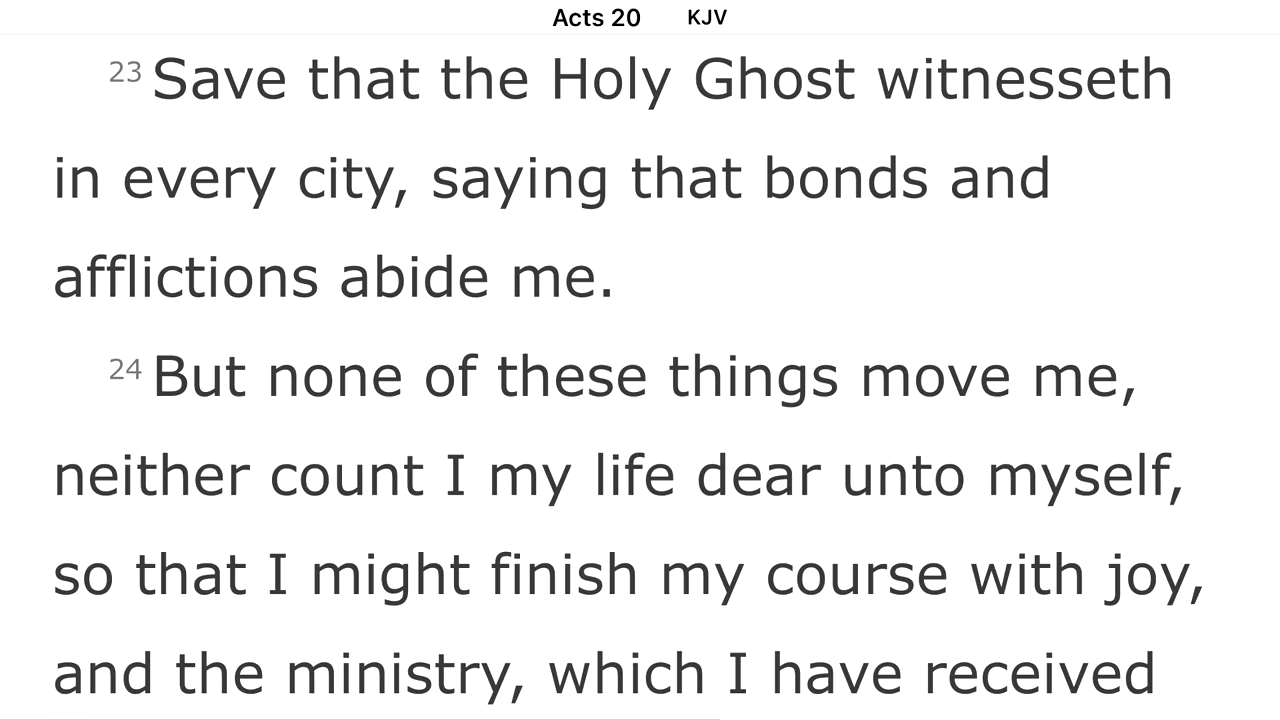 Acts 20 KJV
23 Save that the Holy Ghost witnesseth
in every city, saying that bonds and
afflictions abide me.
24 But none of these things move me,
neither count I my life dear unto myself,
so that I might finish my course with joy,
and the ministry, which I have received